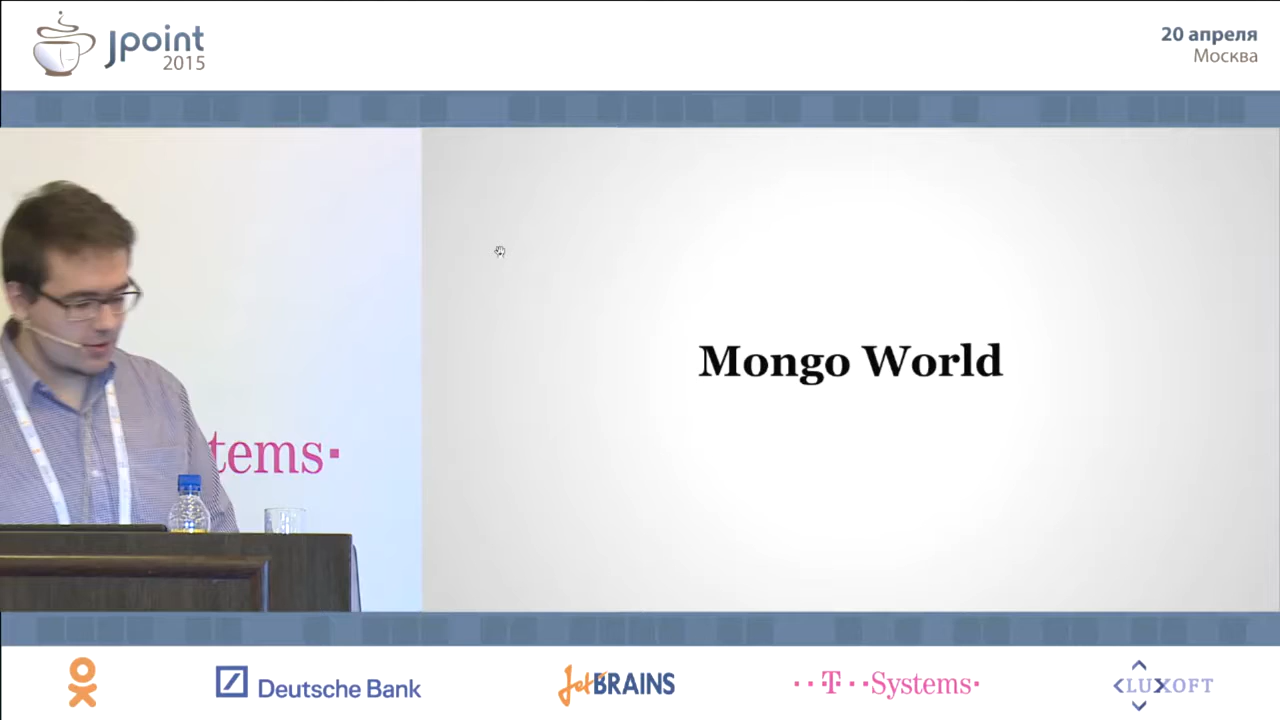 Jpoint
2015
20 апреля
Москва
Mongo World
tems·
Deutsche Bank
JetBRAINS
··T··Systems·
LUXOFT